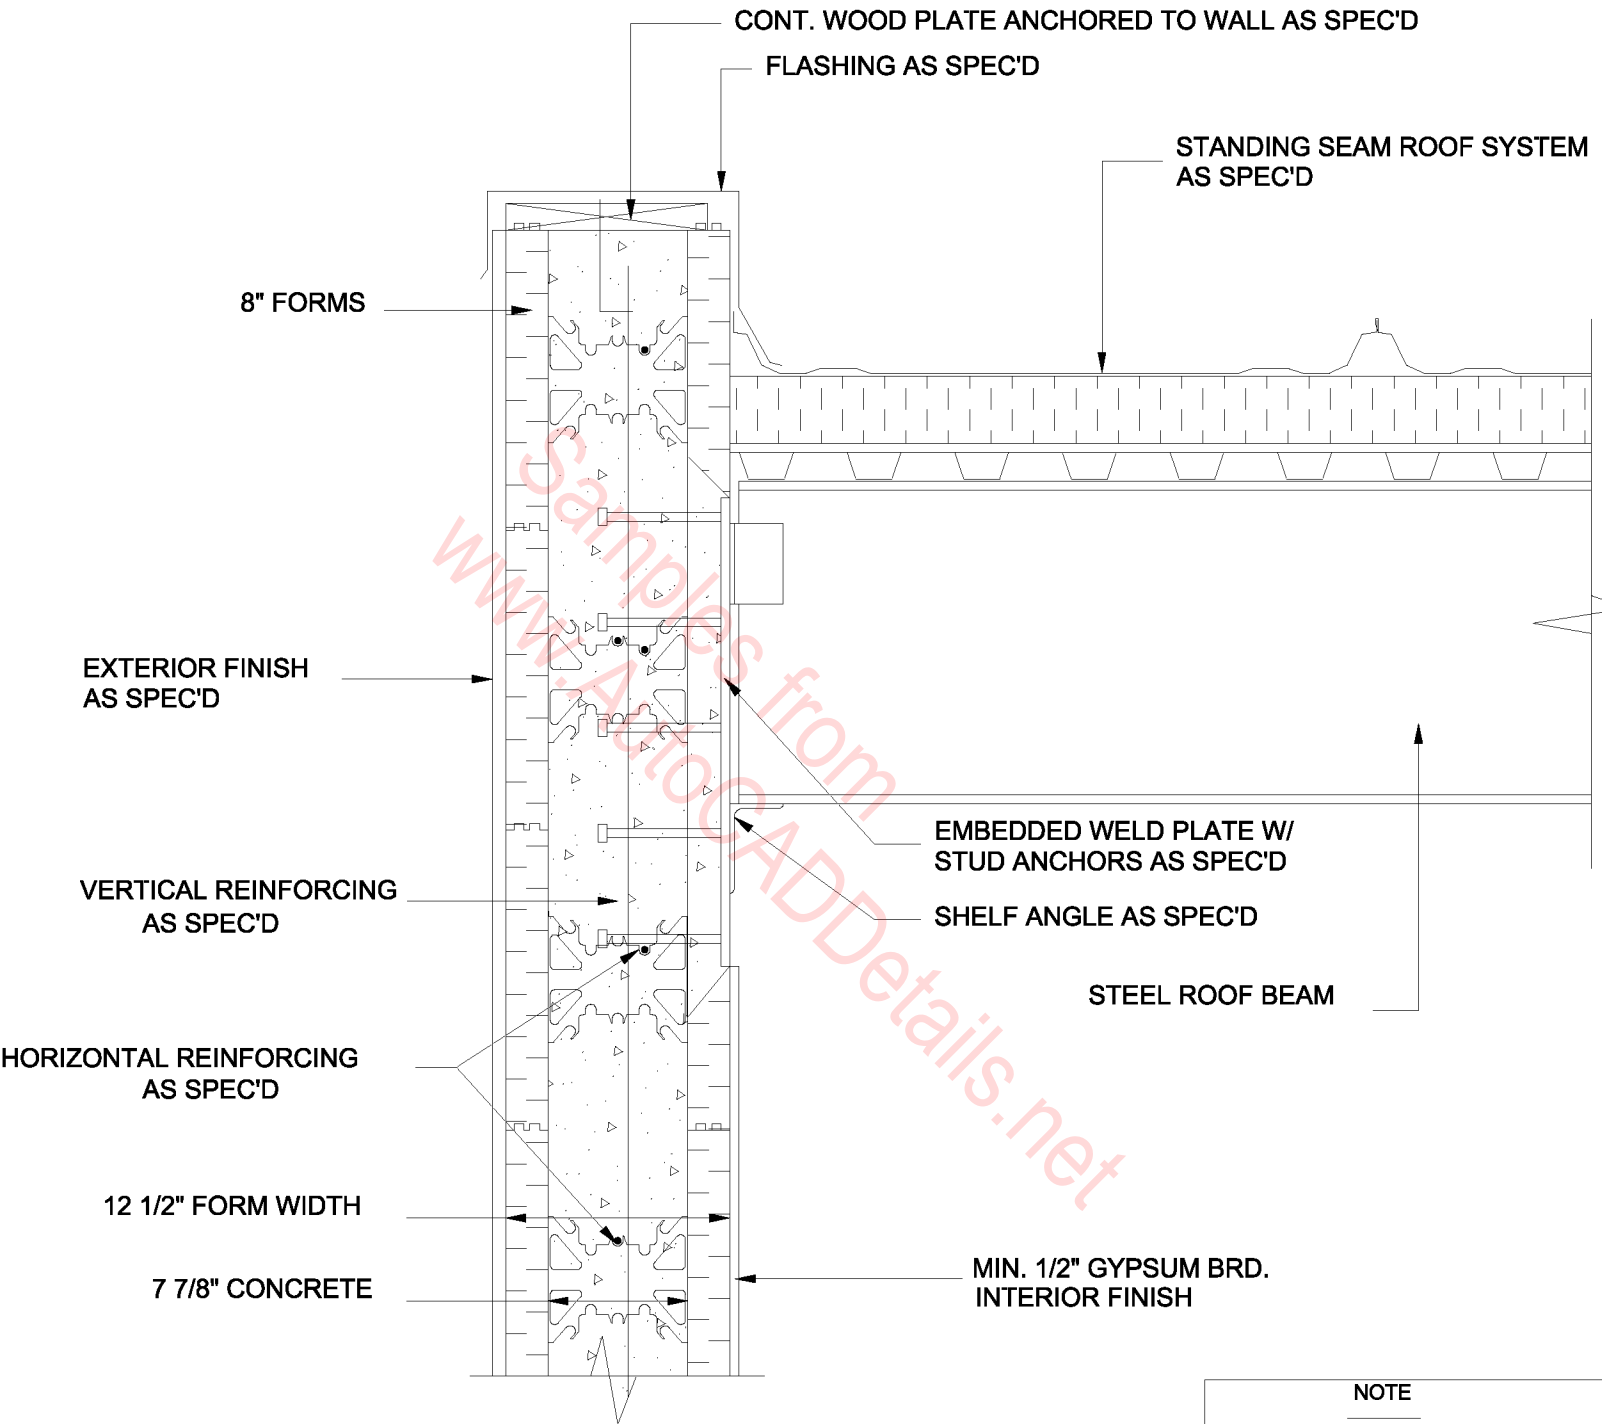 CONT. WOOD PLATE ANCHORED TO WALL AS SPEC'D
FLASHING AS SPEC'D
STANDING SEAM ROOF SYSTEM
AS SPEC'D
8" FORMS
EXTERIOR FINISH
AS SPEC'D
EMBEDDED WELD PLATE W/
STUD ANCHORS AS SPEC'D
VERTICAL REINFORCING
AS SPEC'D
SHELF ANGLE AS SPEC'D
STEEL ROOF BEAM
HORIZONTAL REINFORCING
AS SPEC'D
12 1/2" FORM WIDTH
7 7/8" CONCRETE
MIN. 1/2" GYPSUM BRD.
INTERIOR FINISH
NOTE
Samples from
www.AutoCADDetails.net